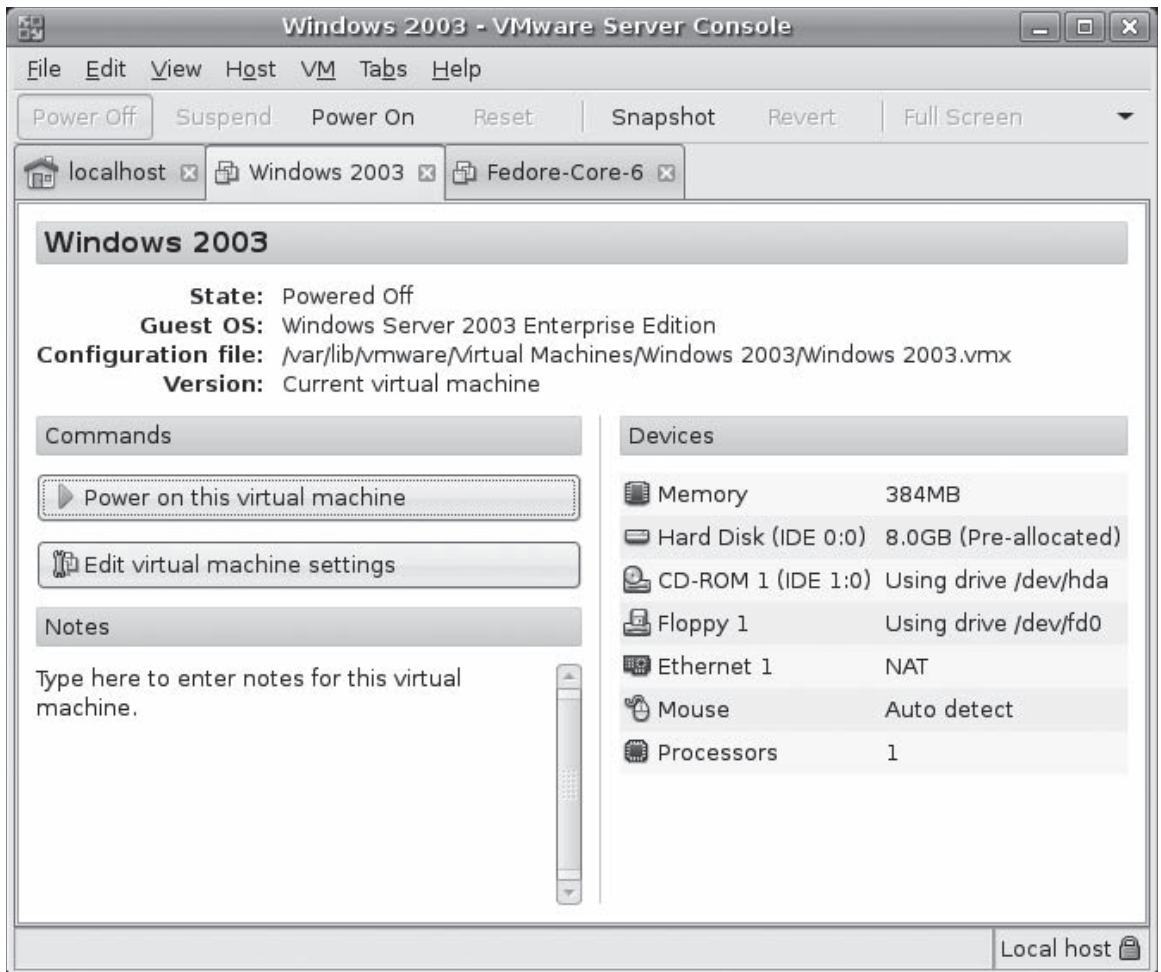 Windows 2003 - VMware Server Console
File Edit View Host VM Tabs Help
Power Off Suspend Power On Reset Snapshot Revert Full Screen
localhost Windows 2003 Fedore-Core-6
Windows 2003
State: Powered Off
Guest OS: Windows Server 2003 Enterprise Edition
Configuration file: /var/lib/vmware/Virtual Machines/Windows 2003/Windows 2003.vmx
Version: Current virtual machine
Commands
Power on this virtual machine
Edit virtual machine settings
Notes
Type here to enter notes for this virtual
machine.
Devices
Memory 384MB
Hard Disk (IDE 0:0) 8.0GB (Pre-allocated)
CD-ROM 1 (IDE 1:0) Using drive /dev/hda
Floppy 1 Using drive /dev/fd0
Ethernet 1 NAT
Mouse Auto detect
Processors 1
Local host